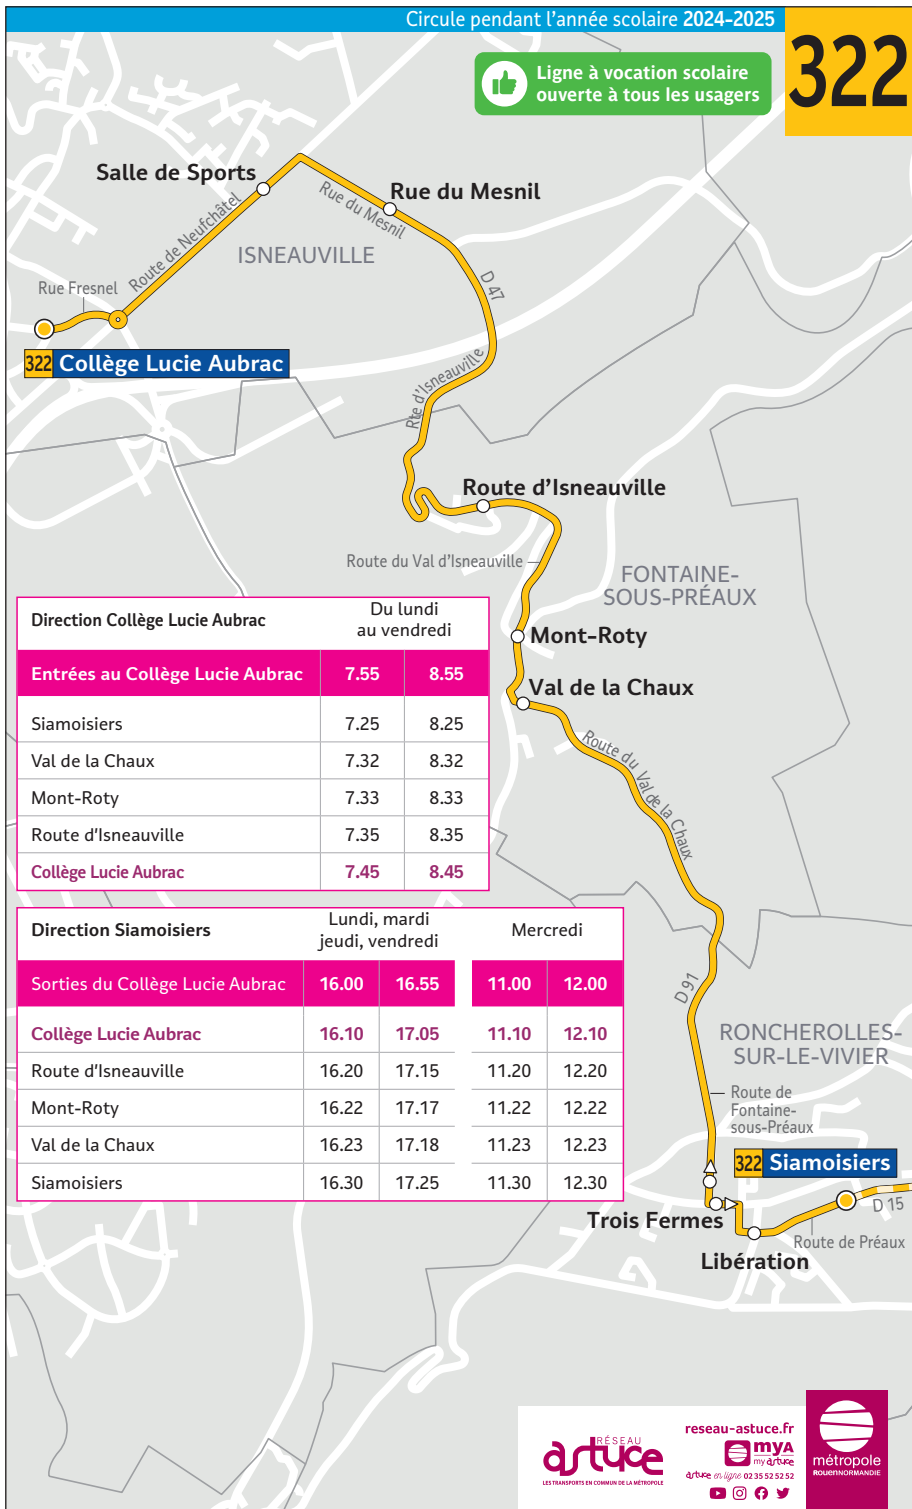 Circule pendant l'année scolaire 2024-2025
322
Ligne à vocation scolaire
ouverte à tous les usagers
Salle de Sports
Rue du Mesnil
Rue du Mesnil
Route de Neufchâtel
ISNEAUVILLE
D 47
Rue Fresnel
322 Collège Lucie Aubrac
Rte d'Isneauville
Route d'Isneauville
Route du Val d'Isneauville
FONTAINE-
SOUS-PRÉAUX
Mont-Roty
Val de la Chaux
Route du Val de la Chaux
Direction Collège Lucie Aubrac Du lundi
au vendredi
Entrées au Collège Lucie Aubrac 7.55 8.55
Siamoisiers 7.25 8.25
Val de la Chaux 7.32 8.32
Mont-Roty 7.33 8.33
Route d'Isneauville 7.35 8.35
Collège Lucie Aubrac 7.45 8.45
Direction Siamoisiers Lundi, mardi
jeudi, vendredi Mercredi
Sorties du Collège Lucie Aubrac 16.00 16.55 11.00 12.00
Collège Lucie Aubrac 16.10 17.05 11.10 12.10
Route d'Isneauville 16.20 17.15 11.20 12.20
Mont-Roty 16.22 17.17 11.22 12.22
Val de la Chaux 16.23 17.18 11.23 12.23
Siamoisiers 16.30 17.25 11.30 12.30
D 91
RONCHEROLLES-
SUR-LE-VIVIER
Route de
Fontaine-
sous-Préaux
322 Siamoisiers
D 15
Trois Fermes
Route de Préaux
Libération
RÉSEAU
astuce
LES TRANSPORTS EN COMMUN DE LA MÉTROPOLE
reseau-astuce.fr
myA
my astuce
astuce en ligne 02 35 52 52 52
métropole
ROUENNORMANDIE